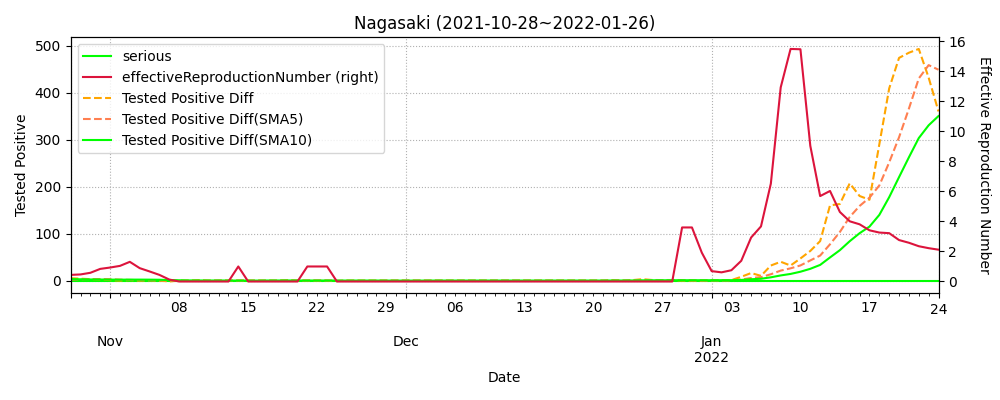 Nagasaki (2021-10-28~2022-01-26)
serious
effectiveReproductionNumber (right)
Tested Positive Diff
Tested Positive Diff(SMA5)
Tested Positive Diff(SMA10)
Tested Positive
500
400
300
200
100
0
16
14
12
10
8
6
4
2
0
Effective Reproduction Number
08 15 22 29 06 13 20 27 03 10 17 24
Nov Dec Jan
2022
Date